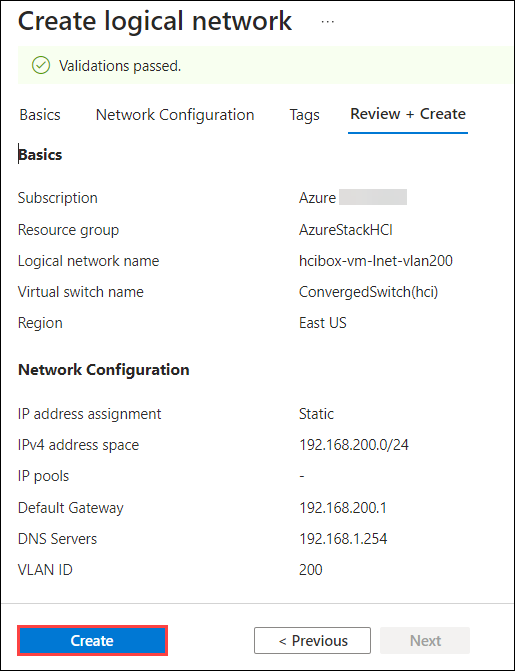 Create logical network ...
Validations passed.
Basics Network Configuration Tags Review + Create
Basics
Subscription Azure
Resource group AzureStackHCI
Logical network name hcibox-vm-lnet-vlan200
Virtual switch name ConvergedSwitch(hci)
Region East US
Network Configuration
IP address assignment Static
IPv4 address space 192.168.200.0/24
IP pools -
Default Gateway 192.168.200.1
DNS Servers 192.168.1.254
VLAN ID 200
Create < Previous Next